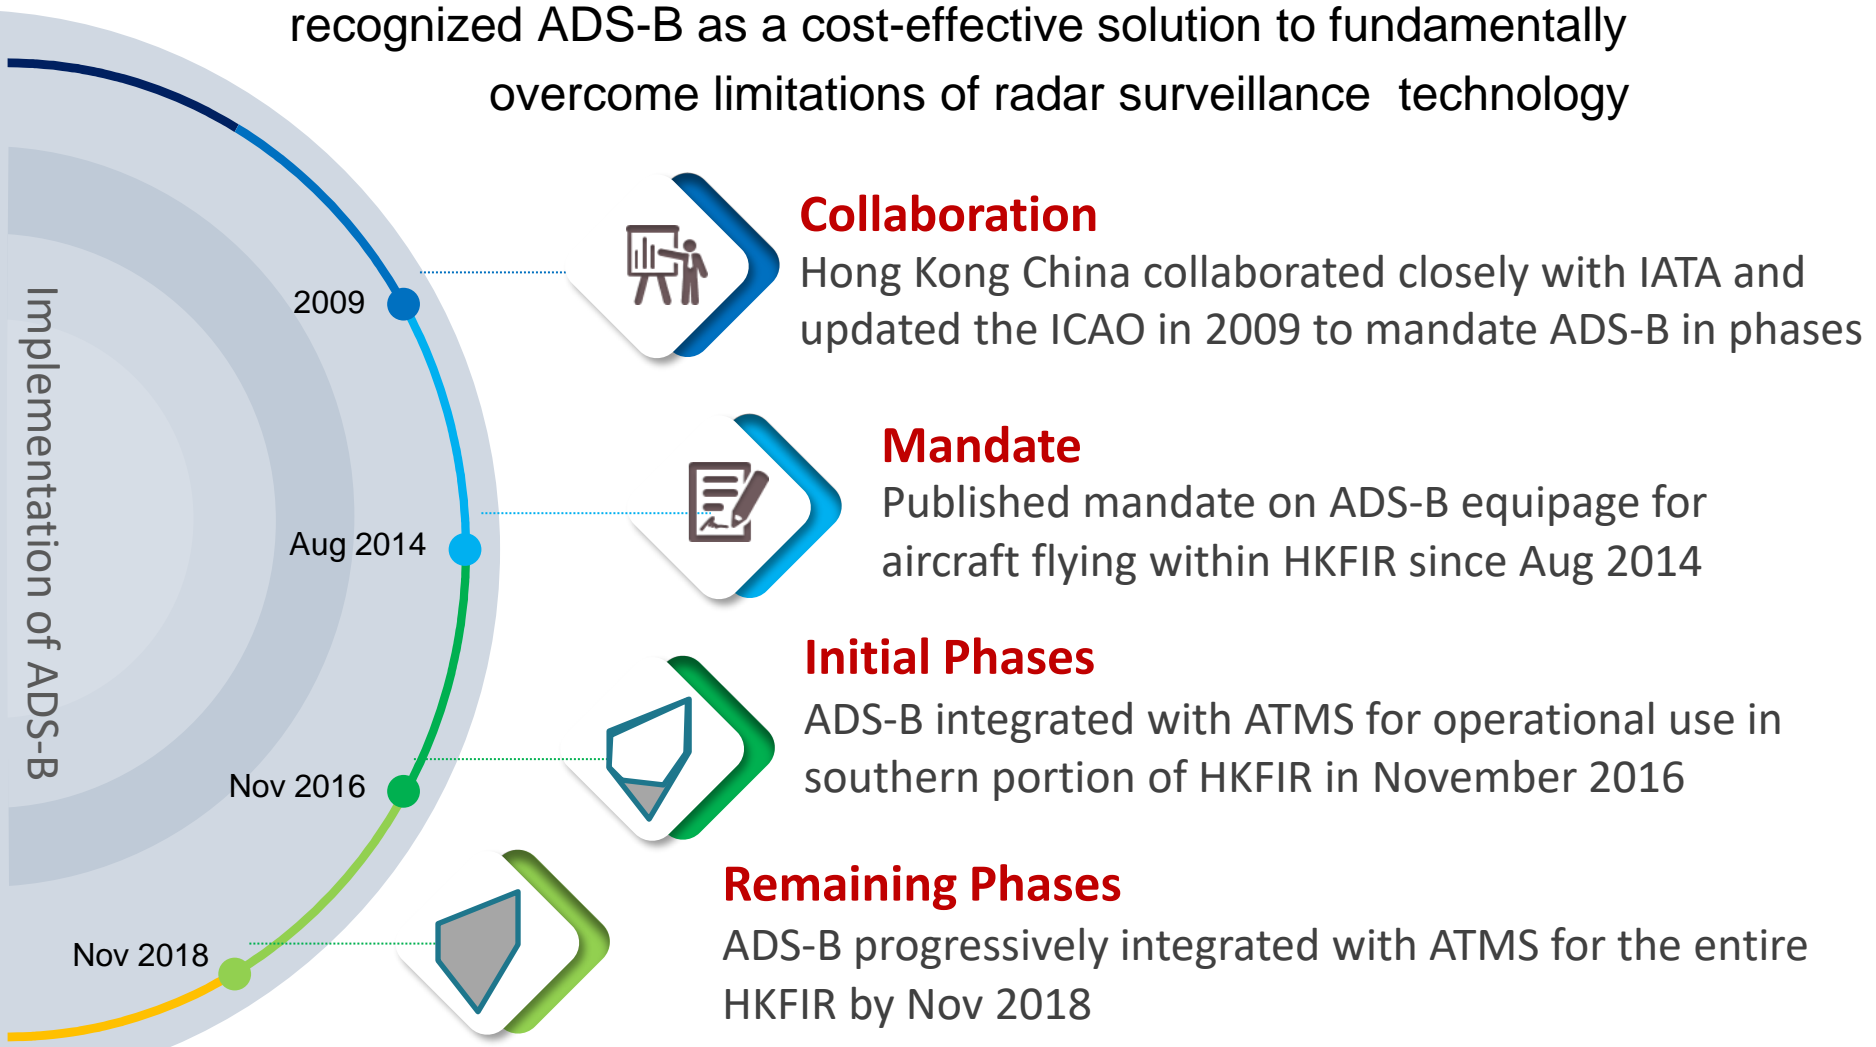 recognized ADS-B as a cost-effective solution to fundamentally
overcome limitations of radar surveillance technology
Implementation of ADS-B
2009
Collaboration
Hong Kong China collaborated closely with IATA and
updated the ICAO in 2009 to mandate ADS-B in phases
Aug 2014
Mandate
Published mandate on ADS-B equipage for
aircraft flying within HKFIR since Aug 2014
Nov 2016
Initial Phases
ADS-B integrated with ATMS for operational use in
southern portion of HKFIR in November 2016
Nov 2018
Remaining Phases
ADS-B progressively integrated with ATMS for the entire
HKFIR by Nov 2018